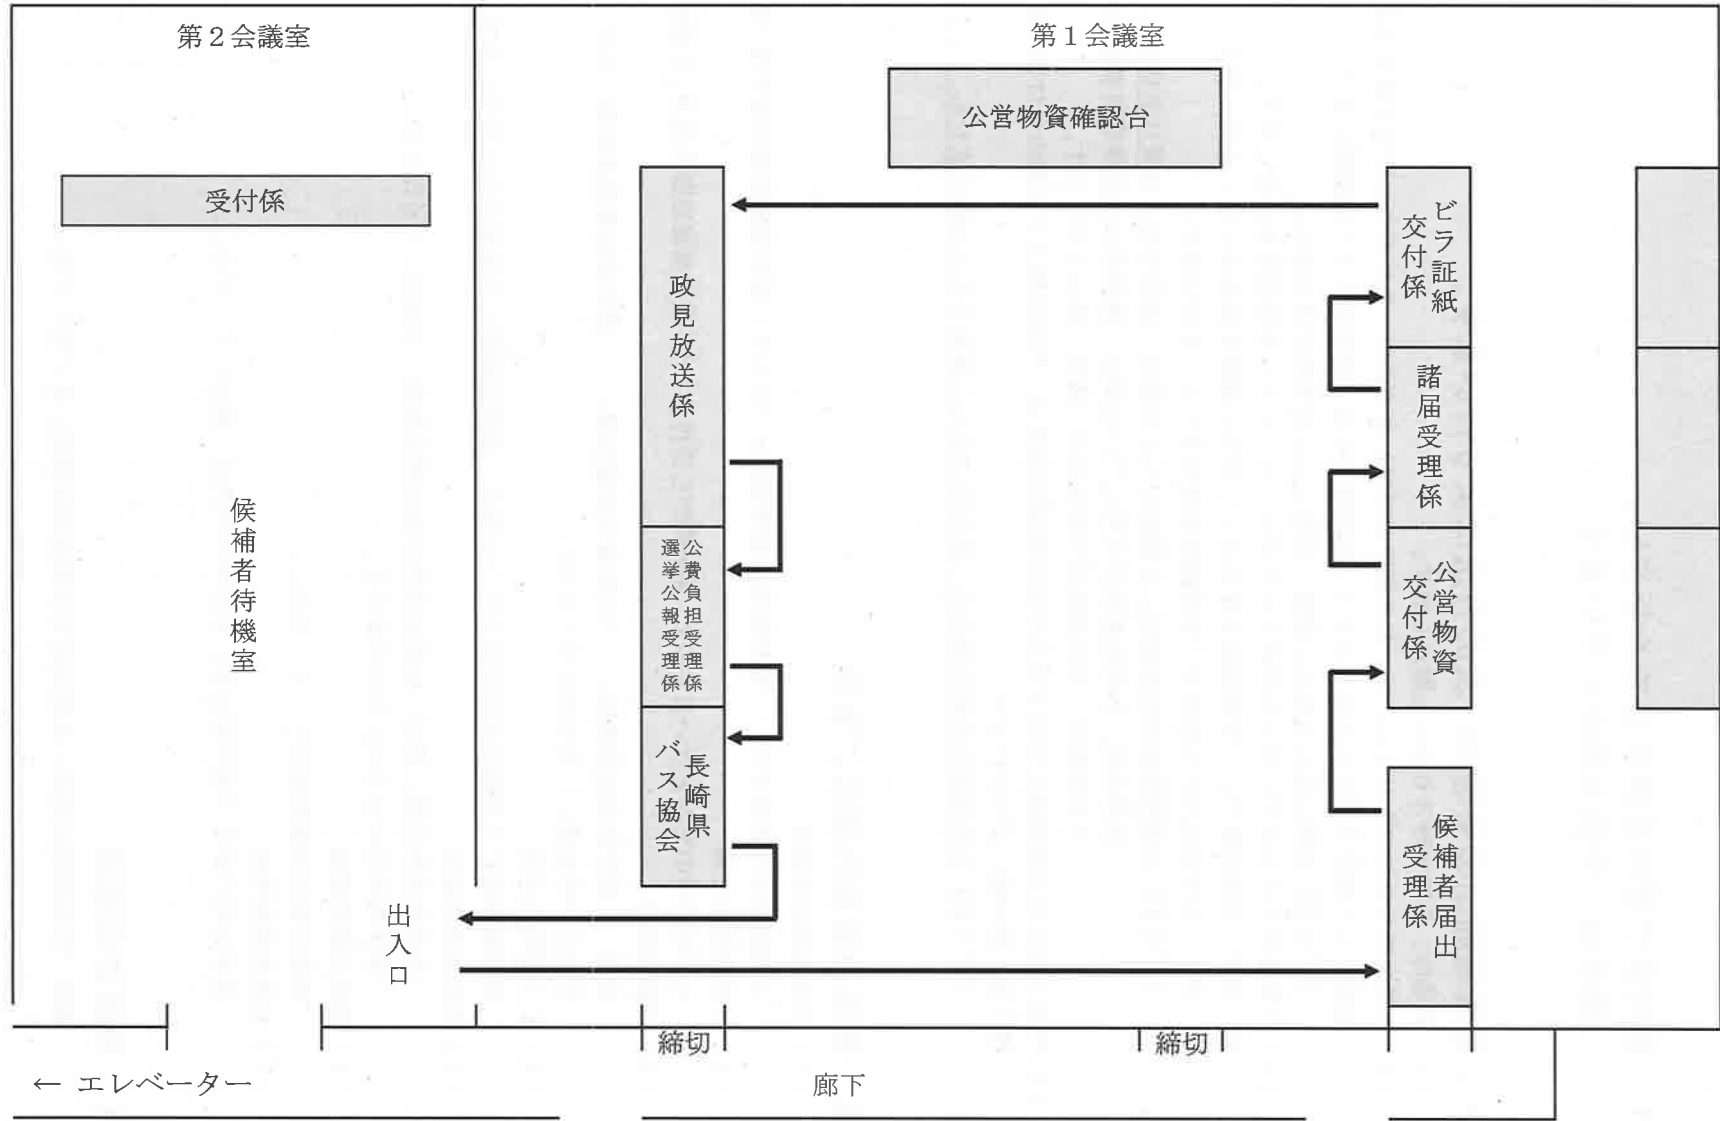 第２会議室
第１会議室
公営物資確認台
受付係
ビラ証紙
交付係
政見放送係
諸届受理係
候補者待機室
公費負担受理係
選挙公報受理係
公営物資
交付係
長崎県
バス協会
候補者届出
受理係
出入口
締切
締切
← エレベーター
廊下